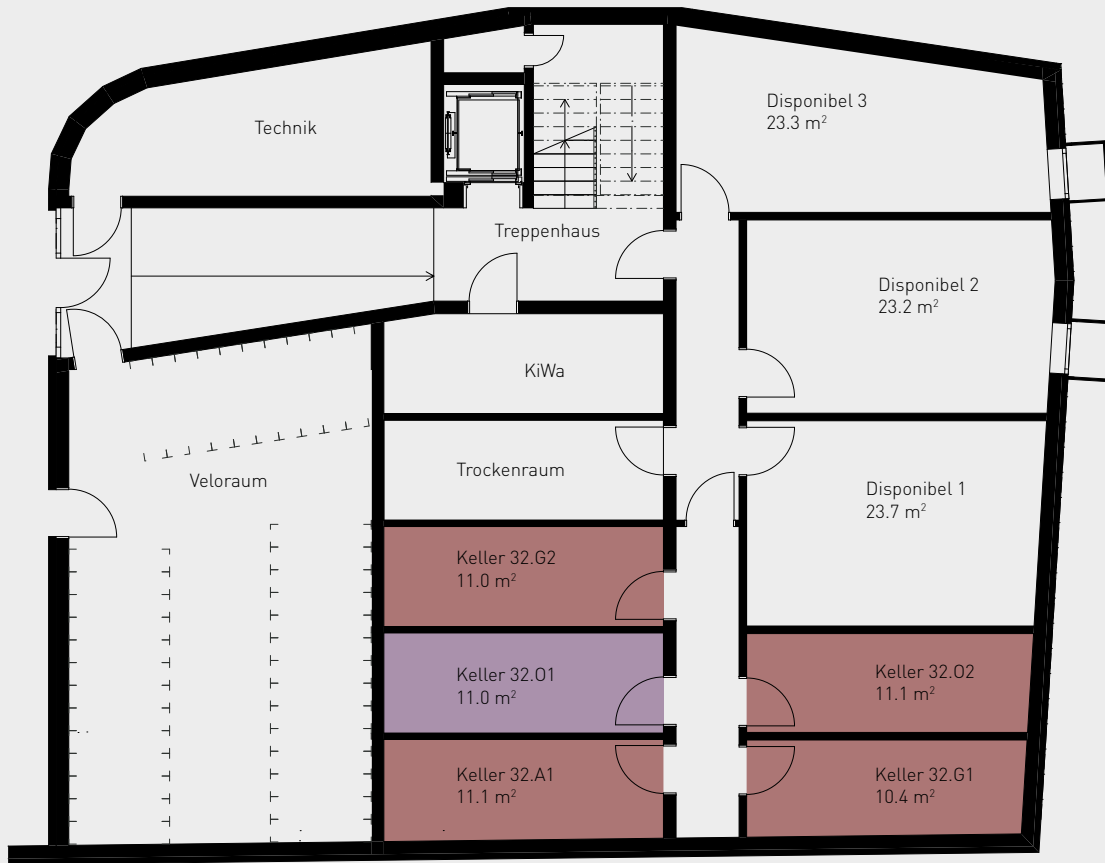 Disponibel 3
23.3 m²
Technik
Treppenhaus
Disponibel 2
23.2 m²
KiWa
Trockenraum
Veloraum
Disponibel 1
23.7 m²
Keller 32.G2
11.0 m²
Keller 32.O1
11.0 m²
Keller 32.O2
11.1 m²
Keller 32.A1
11.1 m²
Keller 32.G1
10.4 m²